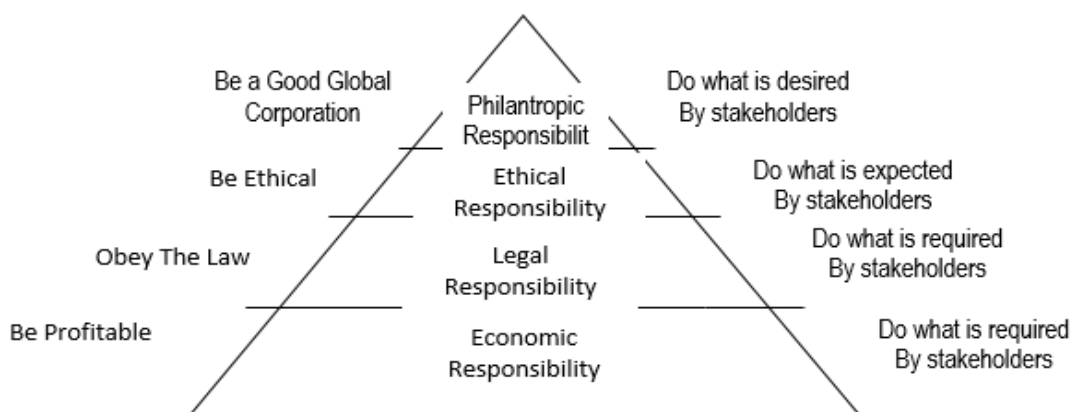 Be a Good Global
Corporation
Philantropic
Responsibilit
Do what is desired
By stakeholders
Be Ethical
Ethical
Responsibility
Do what is expected
By stakeholders
Obey The Law
Legal
Responsibility
Do what is required
By stakeholders
Be Profitable
Economic
Responsibility
Do what is required
By stakeholders